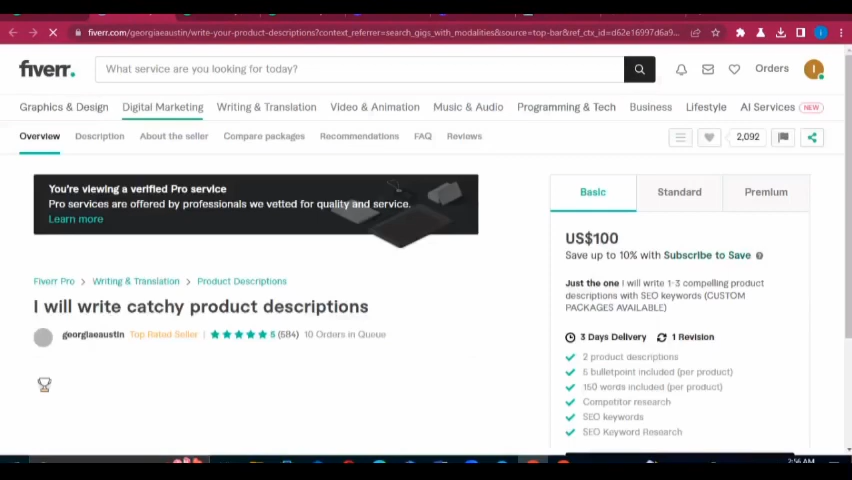 fiverr.com/georgiaeaustin/write-your-product-descriptions?context_referrer=search_gigs_with_modalities&source=top-bar&ref_ctx_id=d62e16997d6a9...
fiverr.
What service are you looking for today?
Orders
I
Graphics & Design
Digital Marketing
Writing & Translation
Video & Animation
Music & Audio
Programming & Tech
Business
Lifestyle
AI Services NEW
Overview
Description
About the seller
Compare packages
Recommendations
FAQ
Reviews
2,092
You're viewing a verified Pro service
Pro services are offered by professionals we vetted for quality and service.
Learn more
Fiverr Pro > Writing & Translation > Product Descriptions
I will write catchy product descriptions
georgiaeaustin Top Rated Seller | 5 (584) 10 Orders in Queue
Basic
Standard
Premium
US$100
Save up to 10% with Subscribe to Save
Just the one I will write 1-3 compelling product
descriptions with SEO keywords (CUSTOM
PACKAGES AVAILABLE)
3 Days Delivery 1 Revision
2 product descriptions
5 bulletpoint included (per product)
150 words included (per product)
Competitor research
SEO keywords
SEO Keyword Research
2:56 AM